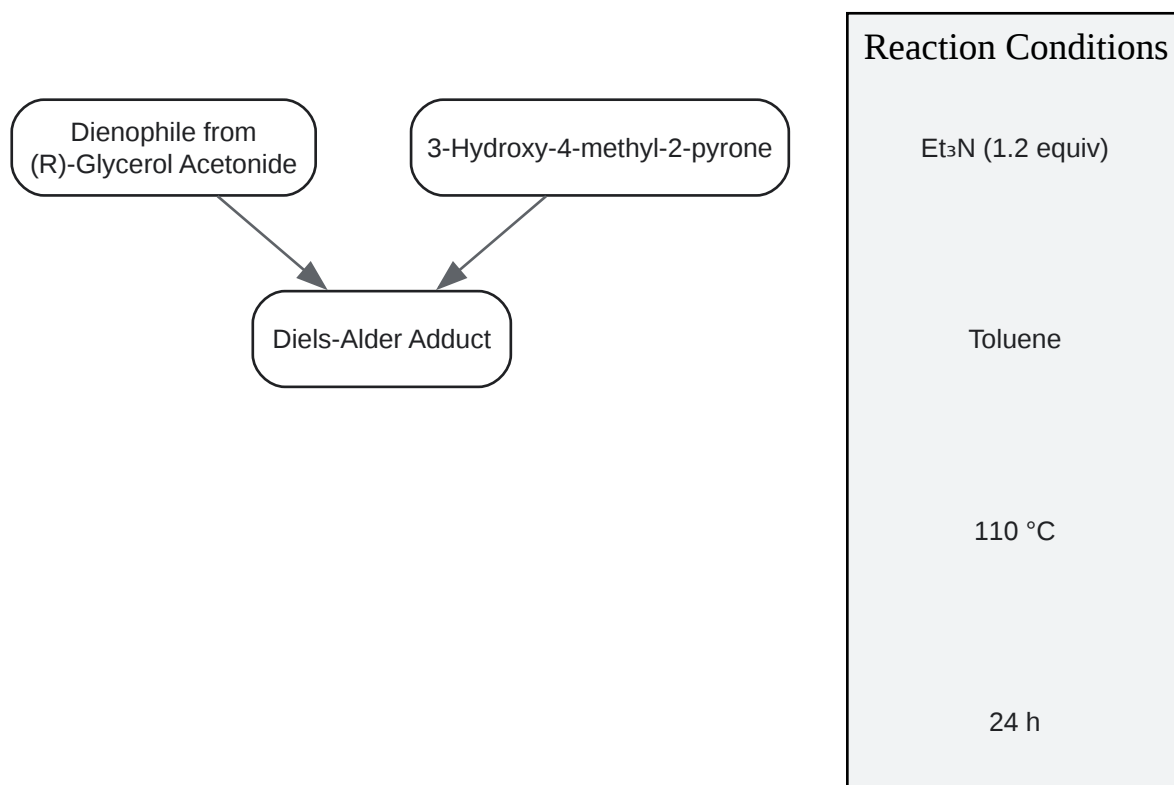 Reaction Conditions
Dienophile from
(R)-Glycerol Acetonide
3-Hydroxy-4-methyl-2-pyrone
Et₃N (1.2 equiv)
Diels-Alder Adduct
Toluene
110 °C
24 h